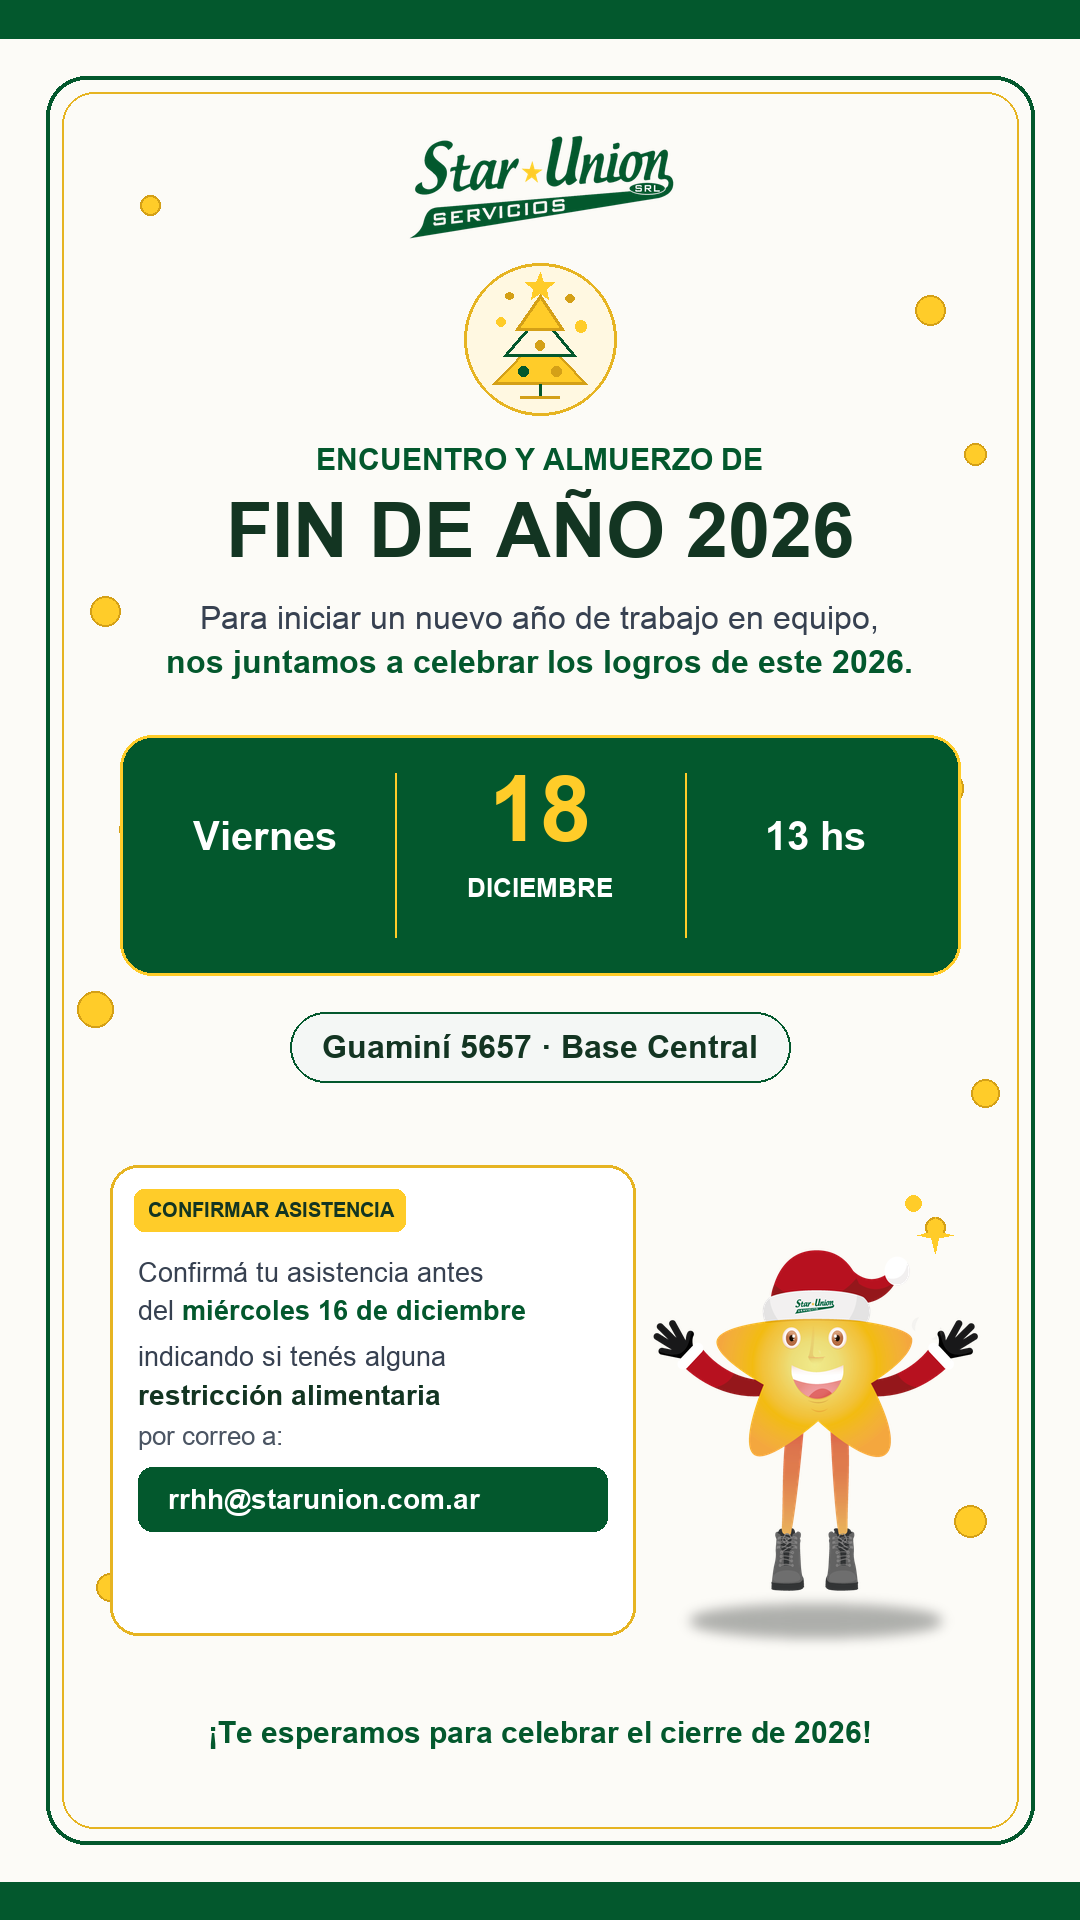 Star Union
SRL
SERVICIOS
ENCUENTRO Y ALMUERZO DE
FIN DE AÑO 2026
Para iniciar un nuevo año de trabajo en equipo,
nos juntamos a celebrar los logros de este 2026.
Viernes
18
DICIEMBRE
13 hs
Guaminí 5657 · Base Central
CONFIRMAR ASISTENCIA
Confirmá tu asistencia antes
del miércoles 16 de diciembre
indicando si tenés alguna
restricción alimentaria
por correo a:
rrhh@starunion.com.ar
Star Union
¡Te esperamos para celebrar el cierre de 2026!